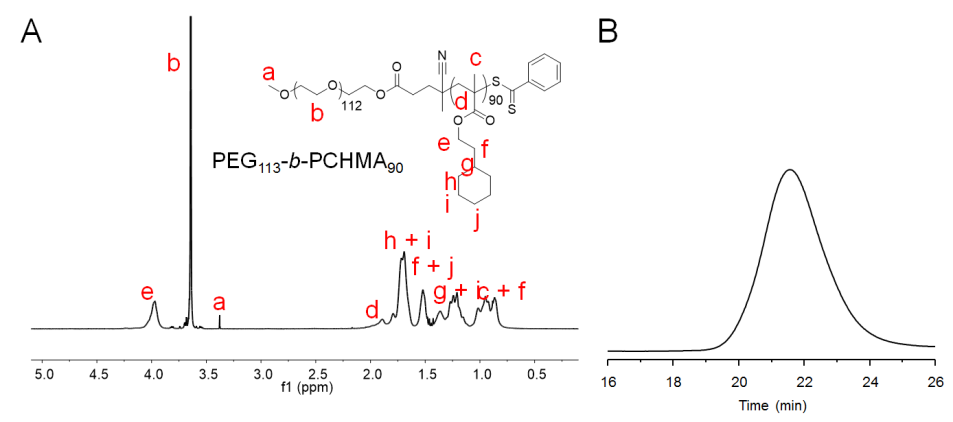 A
B
b
a
O
O
112
b
O
O
N
c
d
90
S
S
O
O
e
f
g
h
i
j
PEG113-b-PCHMA90
e
a
d
h + i
f + j
g + i
c + f
5.0 4.5 4.0 3.5 3.0 2.5 2.0 1.5 1.0 0.5
f1 (ppm)
16 18 20 22 24 26
Time (min)